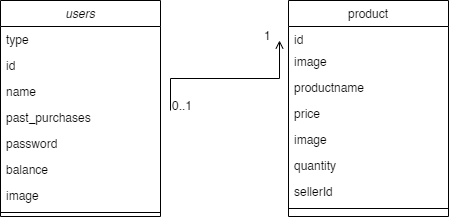 users
type
id
name
past_purchases
password
balance
image
1
0..1
product
id
image
productname
price
image
quantity
sellerId